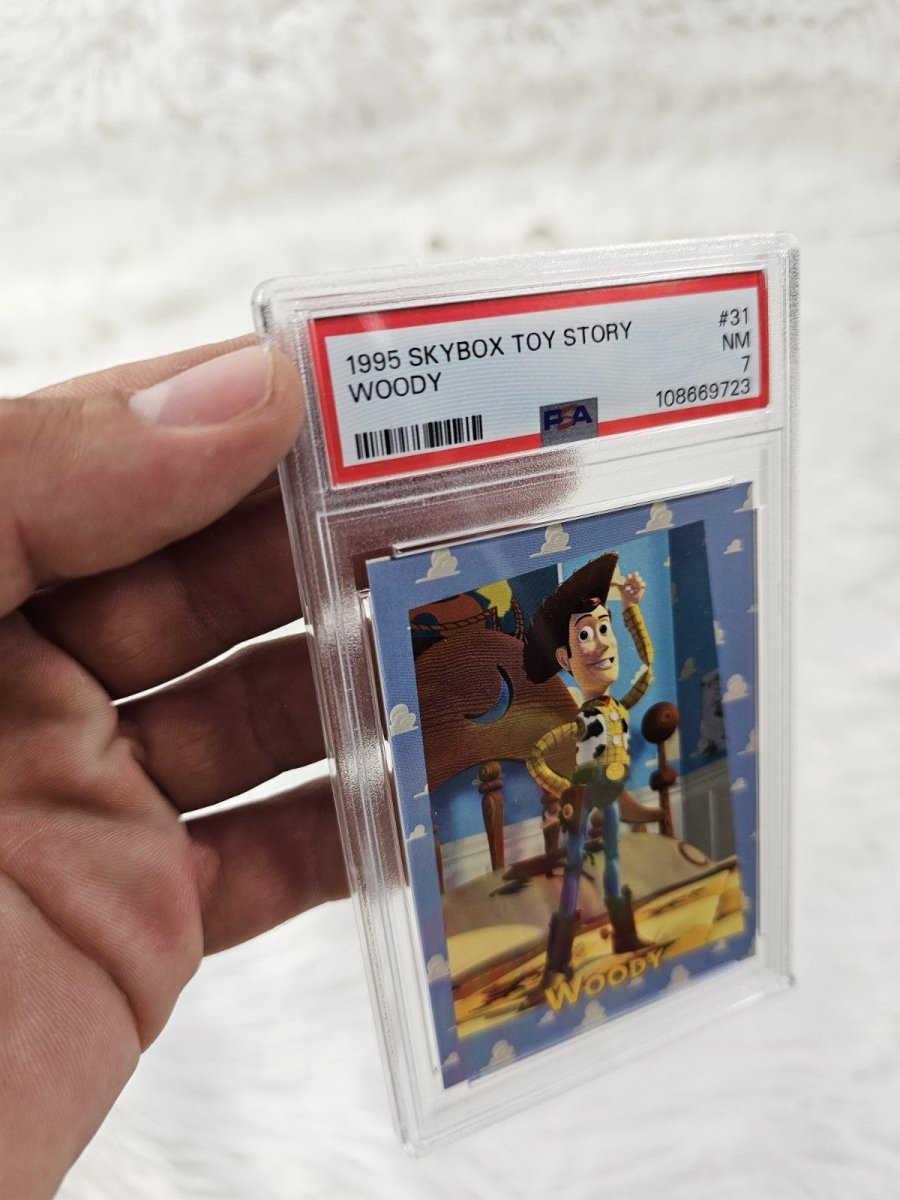 1995 SKYBOX TOY STORY #31
WOODY NM
7
PSA 108669723
WOODY